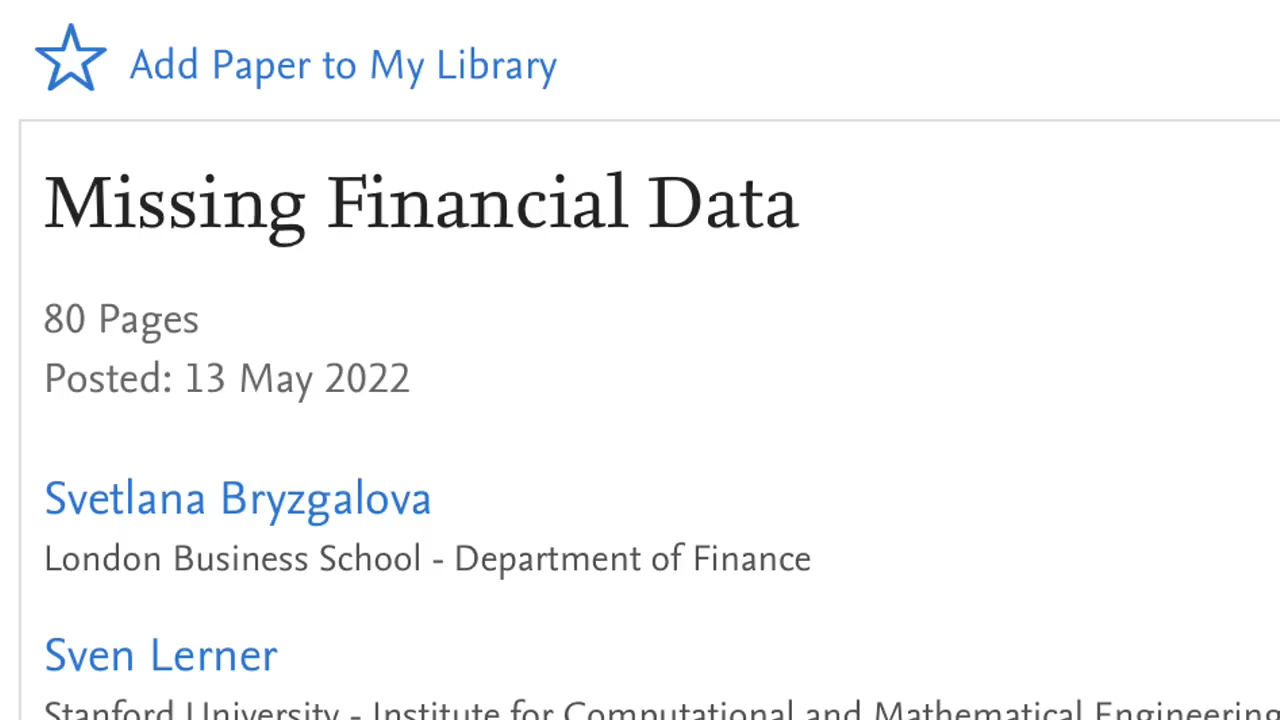 Add Paper to My Library
Missing Financial Data
80 Pages
Posted: 13 May 2022
Svetlana Bryzgalova
London Business School - Department of Finance
Sven Lerner
Stanford University - Institute for Computational and Mathematical Engineering